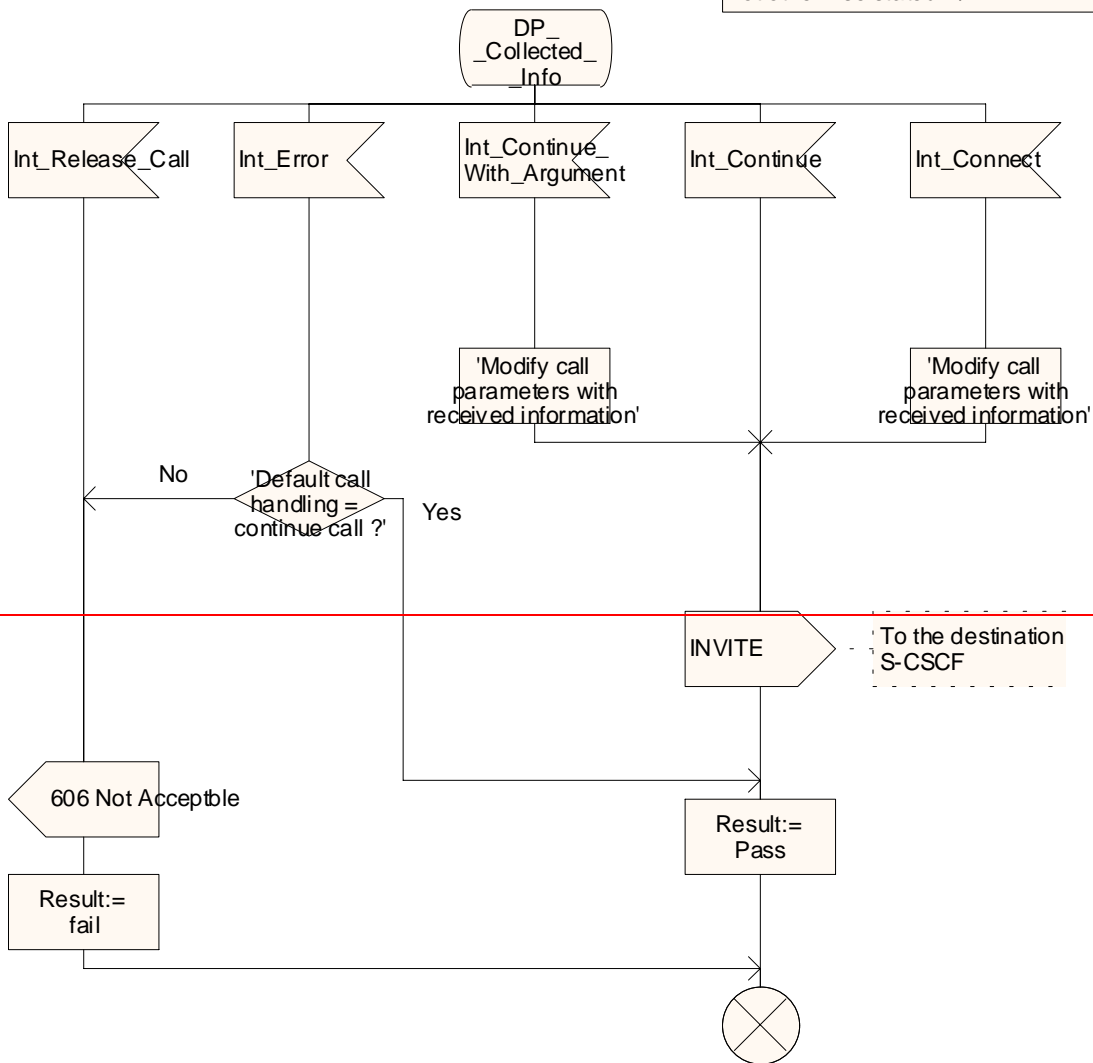 DP_
_Collected_
_Info
Int_Release_Call
Int_Error
Int_Continue_
With_Argument
Int_Continue
Int_Connect
'Modify call
parameters with
received information'
'Modify call
parameters with
received information'
No
'Default call
handling =
continue call ?'
Yes
INVITE
To the destination
S-CSCF
606 Not Acceptble
Result:=
Pass
Result:=
fail